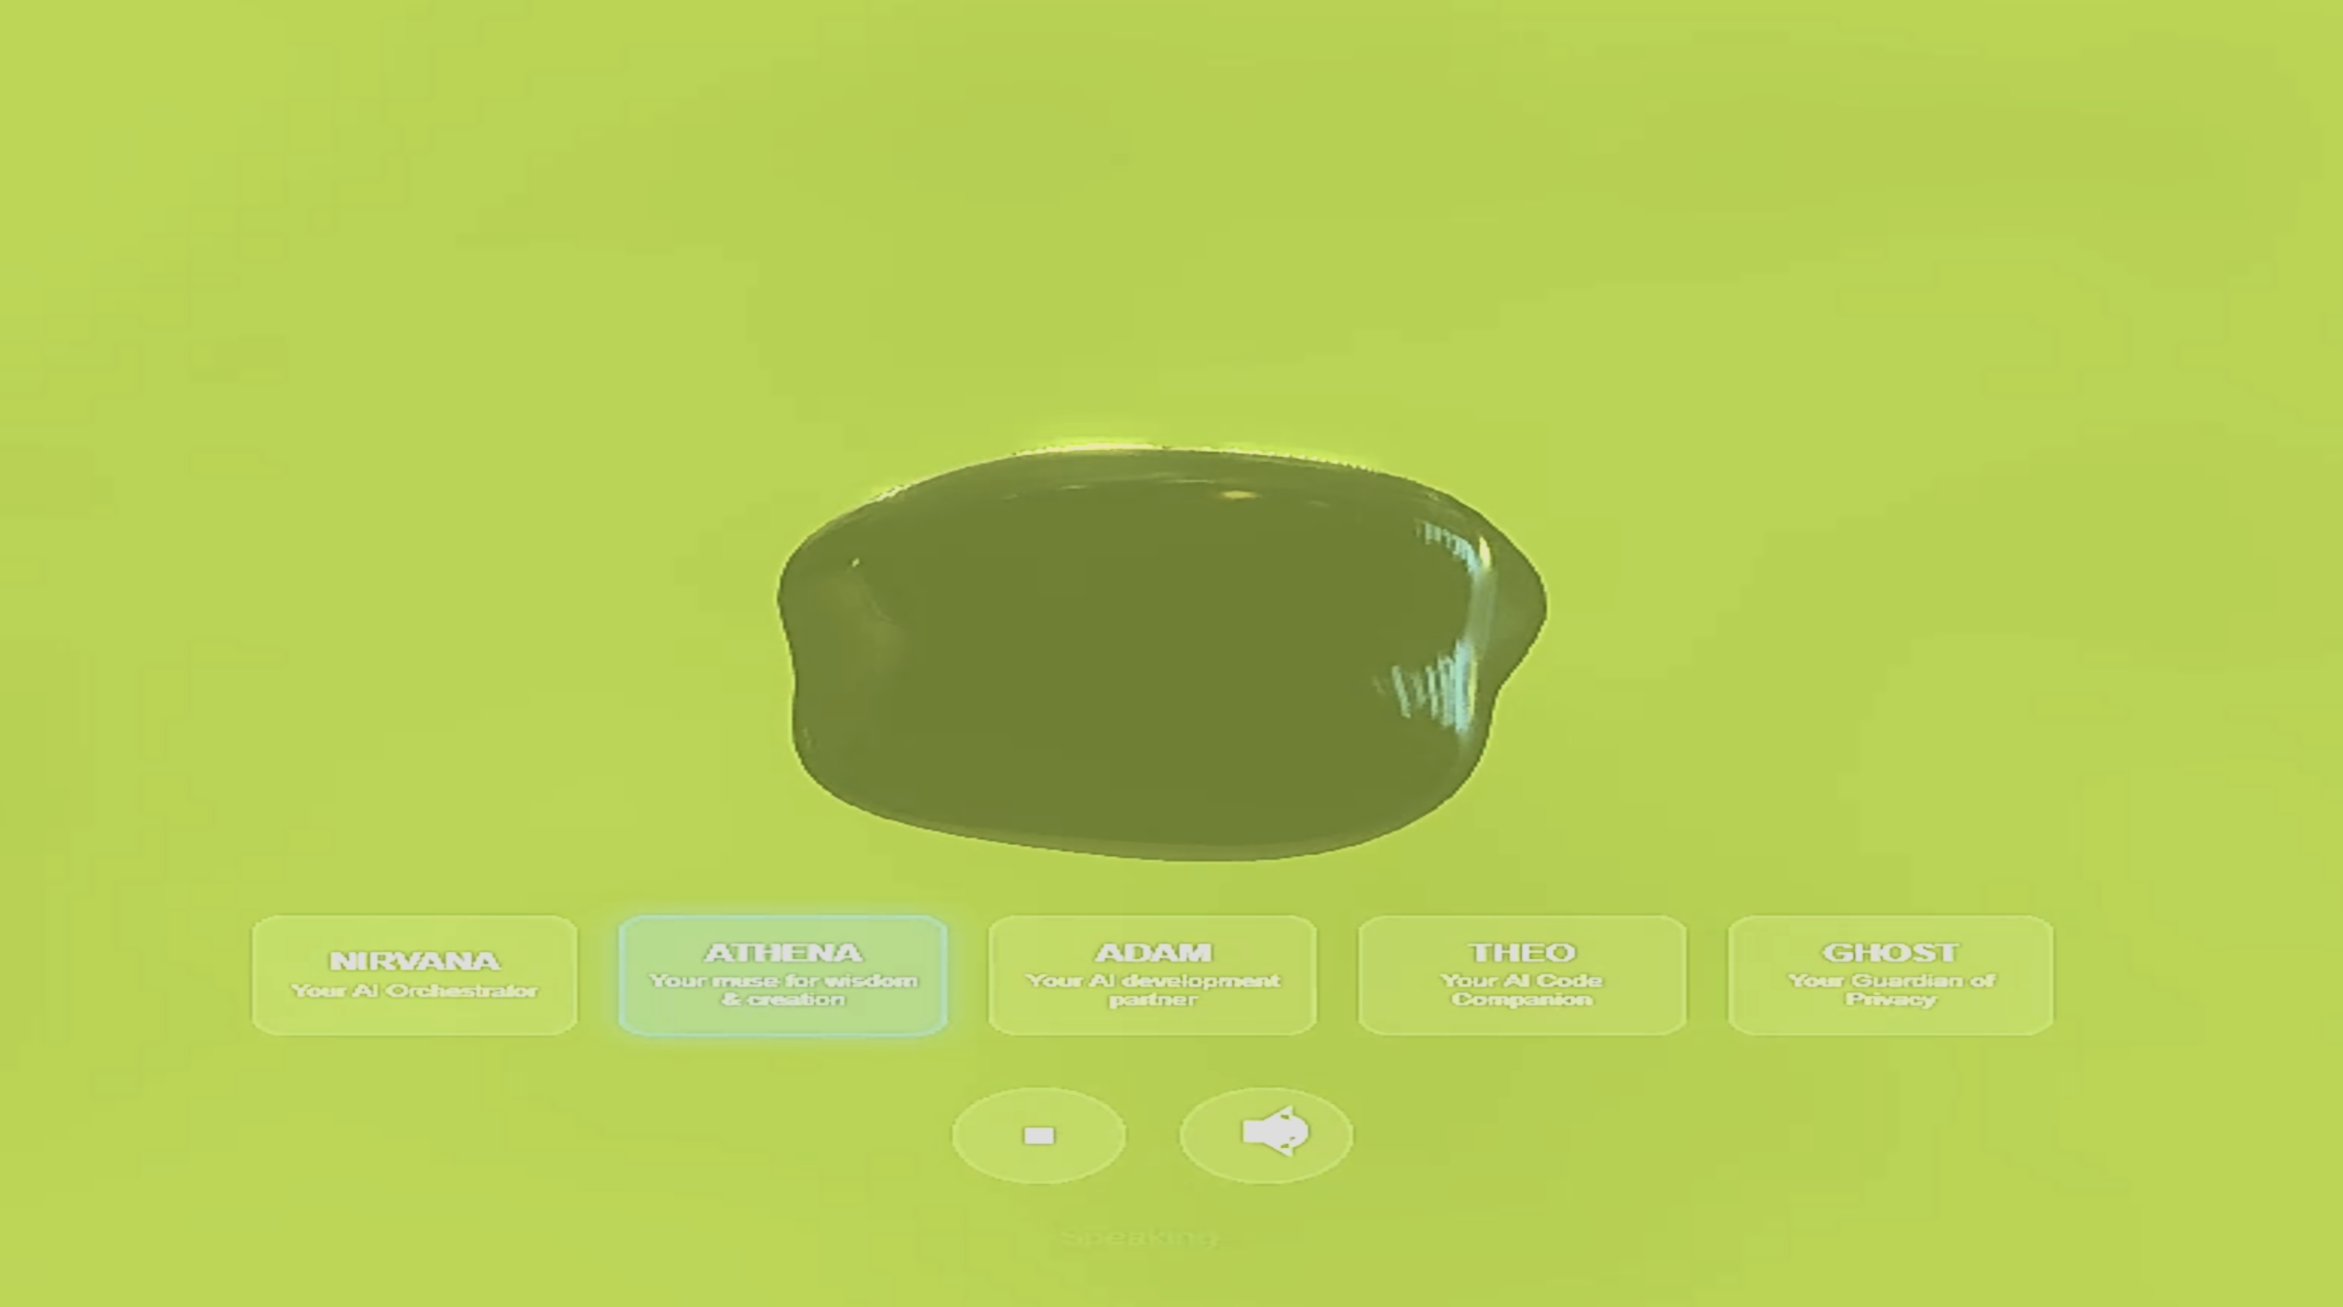 NIRVANA
Your AI Orchestrator
ATHENA
Your muse for wisdom
& creation
ADAM
Your AI development
partner
THEO
Your AI Code
Companion
GHOST
Your Guardian of
Privacy
Speaking